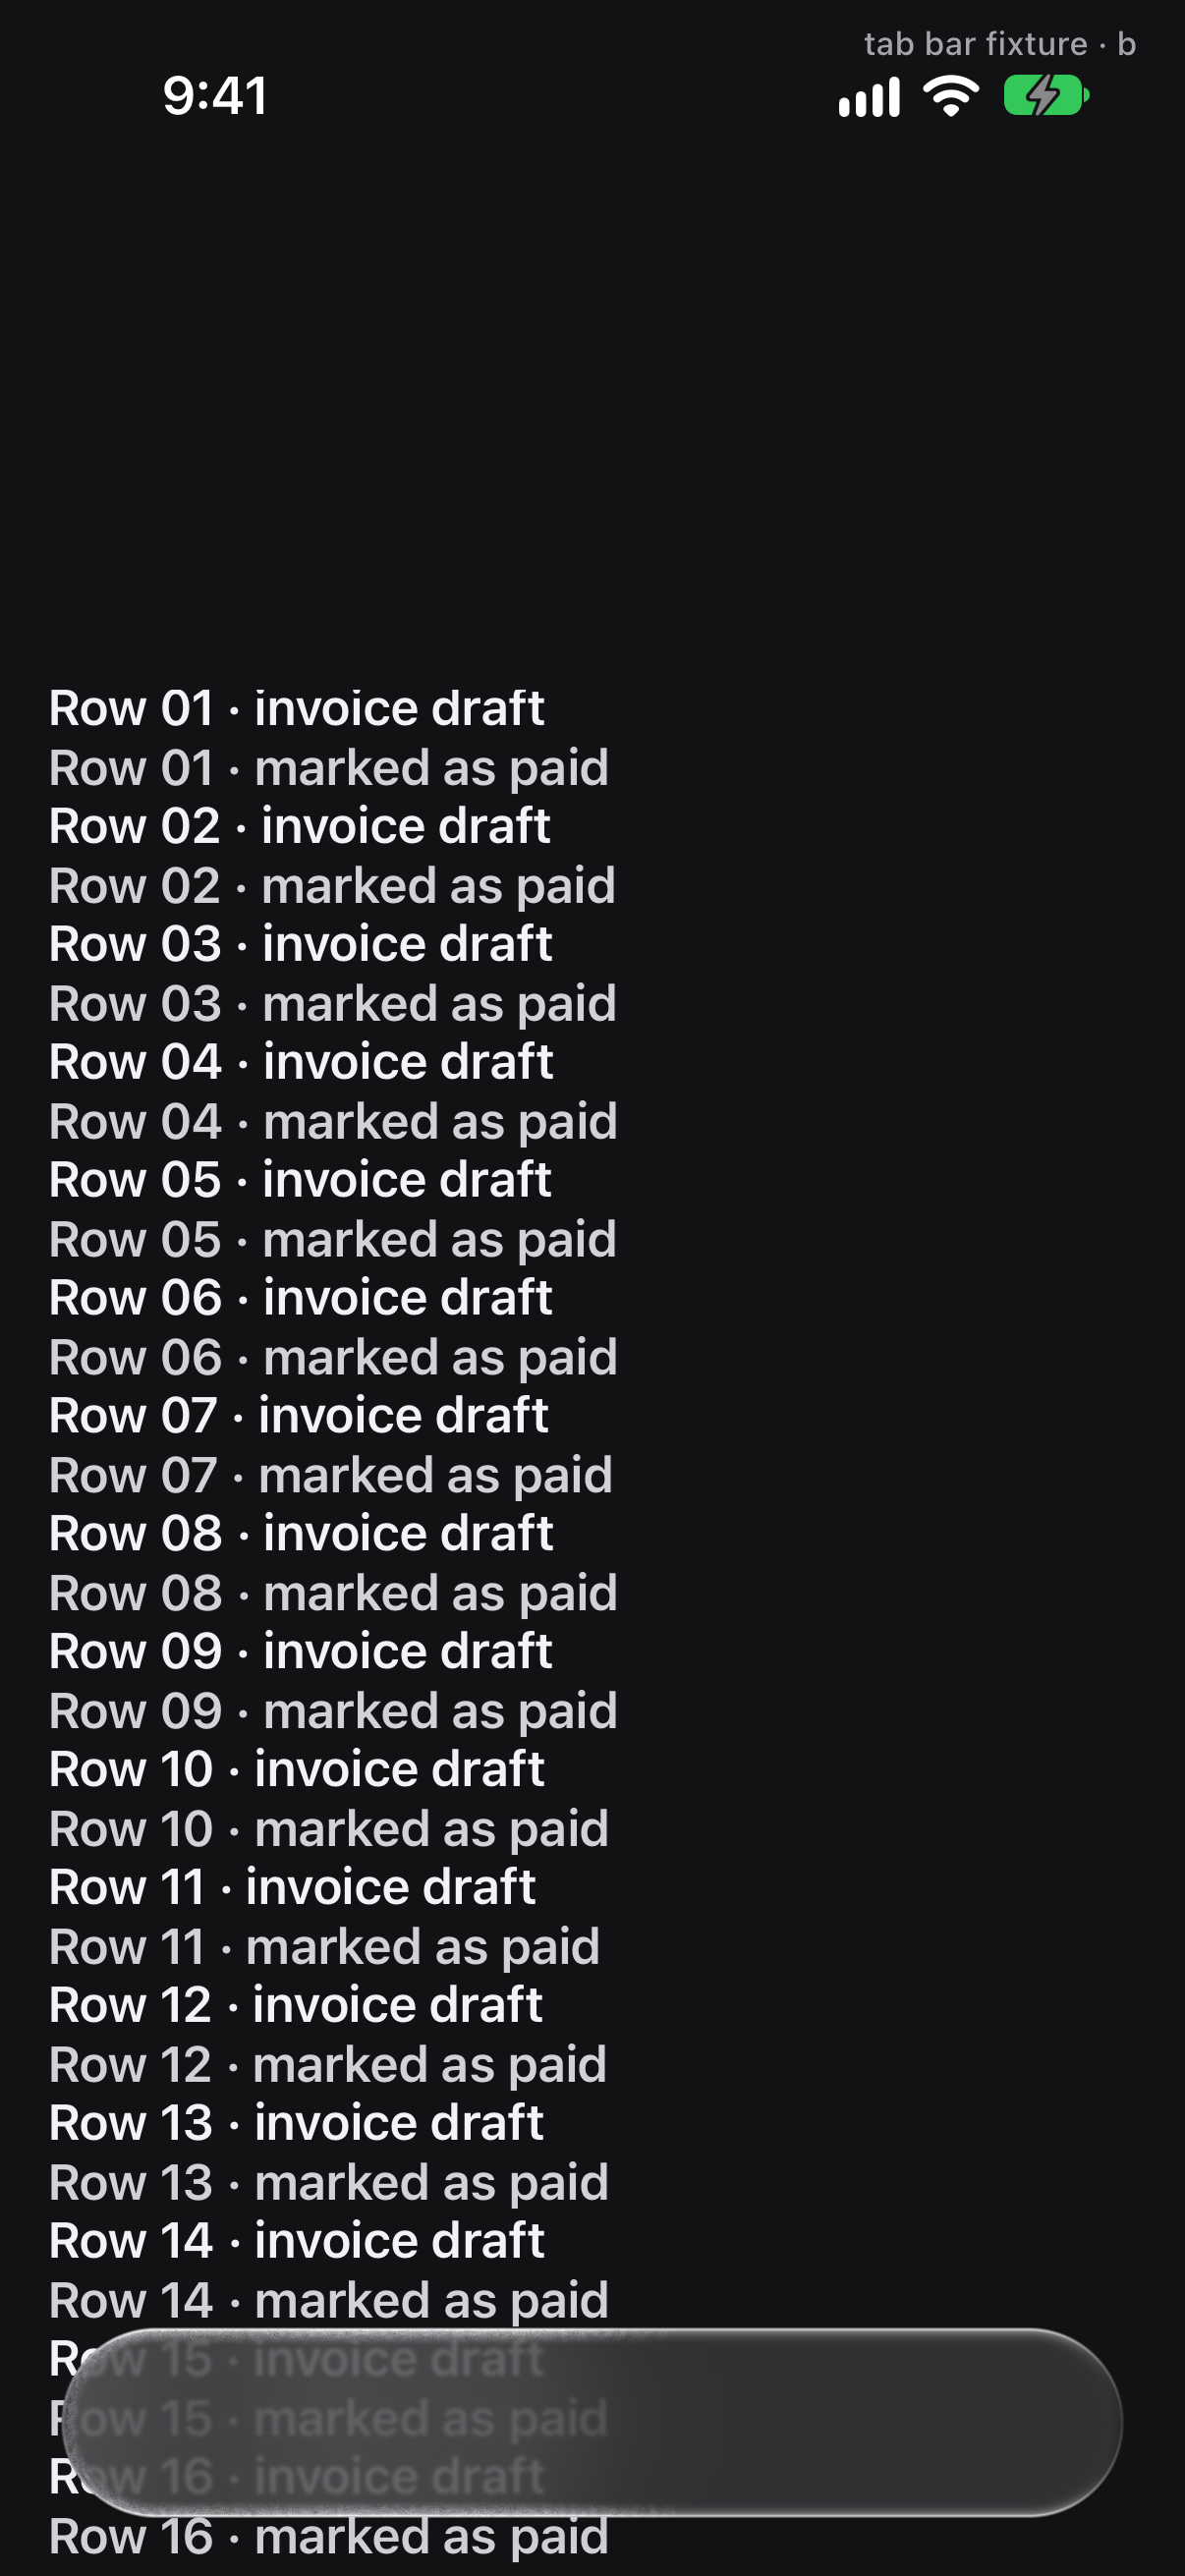 tab bar fixture · b
9:41
Row 01 · invoice draft
Row 01 · marked as paid
Row 02 · invoice draft
Row 02 · marked as paid
Row 03 · invoice draft
Row 03 · marked as paid
Row 04 · invoice draft
Row 04 · marked as paid
Row 05 · invoice draft
Row 05 · marked as paid
Row 06 · invoice draft
Row 06 · marked as paid
Row 07 · invoice draft
Row 07 · marked as paid
Row 08 · invoice draft
Row 08 · marked as paid
Row 09 · invoice draft
Row 09 · marked as paid
Row 10 · invoice draft
Row 10 · marked as paid
Row 11 · invoice draft
Row 11 · marked as paid
Row 12 · invoice draft
Row 12 · marked as paid
Row 13 · invoice draft
Row 13 · marked as paid
Row 14 · invoice draft
Row 14 · marked as paid
Row 15 · invoice draft
Row 15 · marked as paid
Row 16 · invoice draft
Row 16 · marked as paid